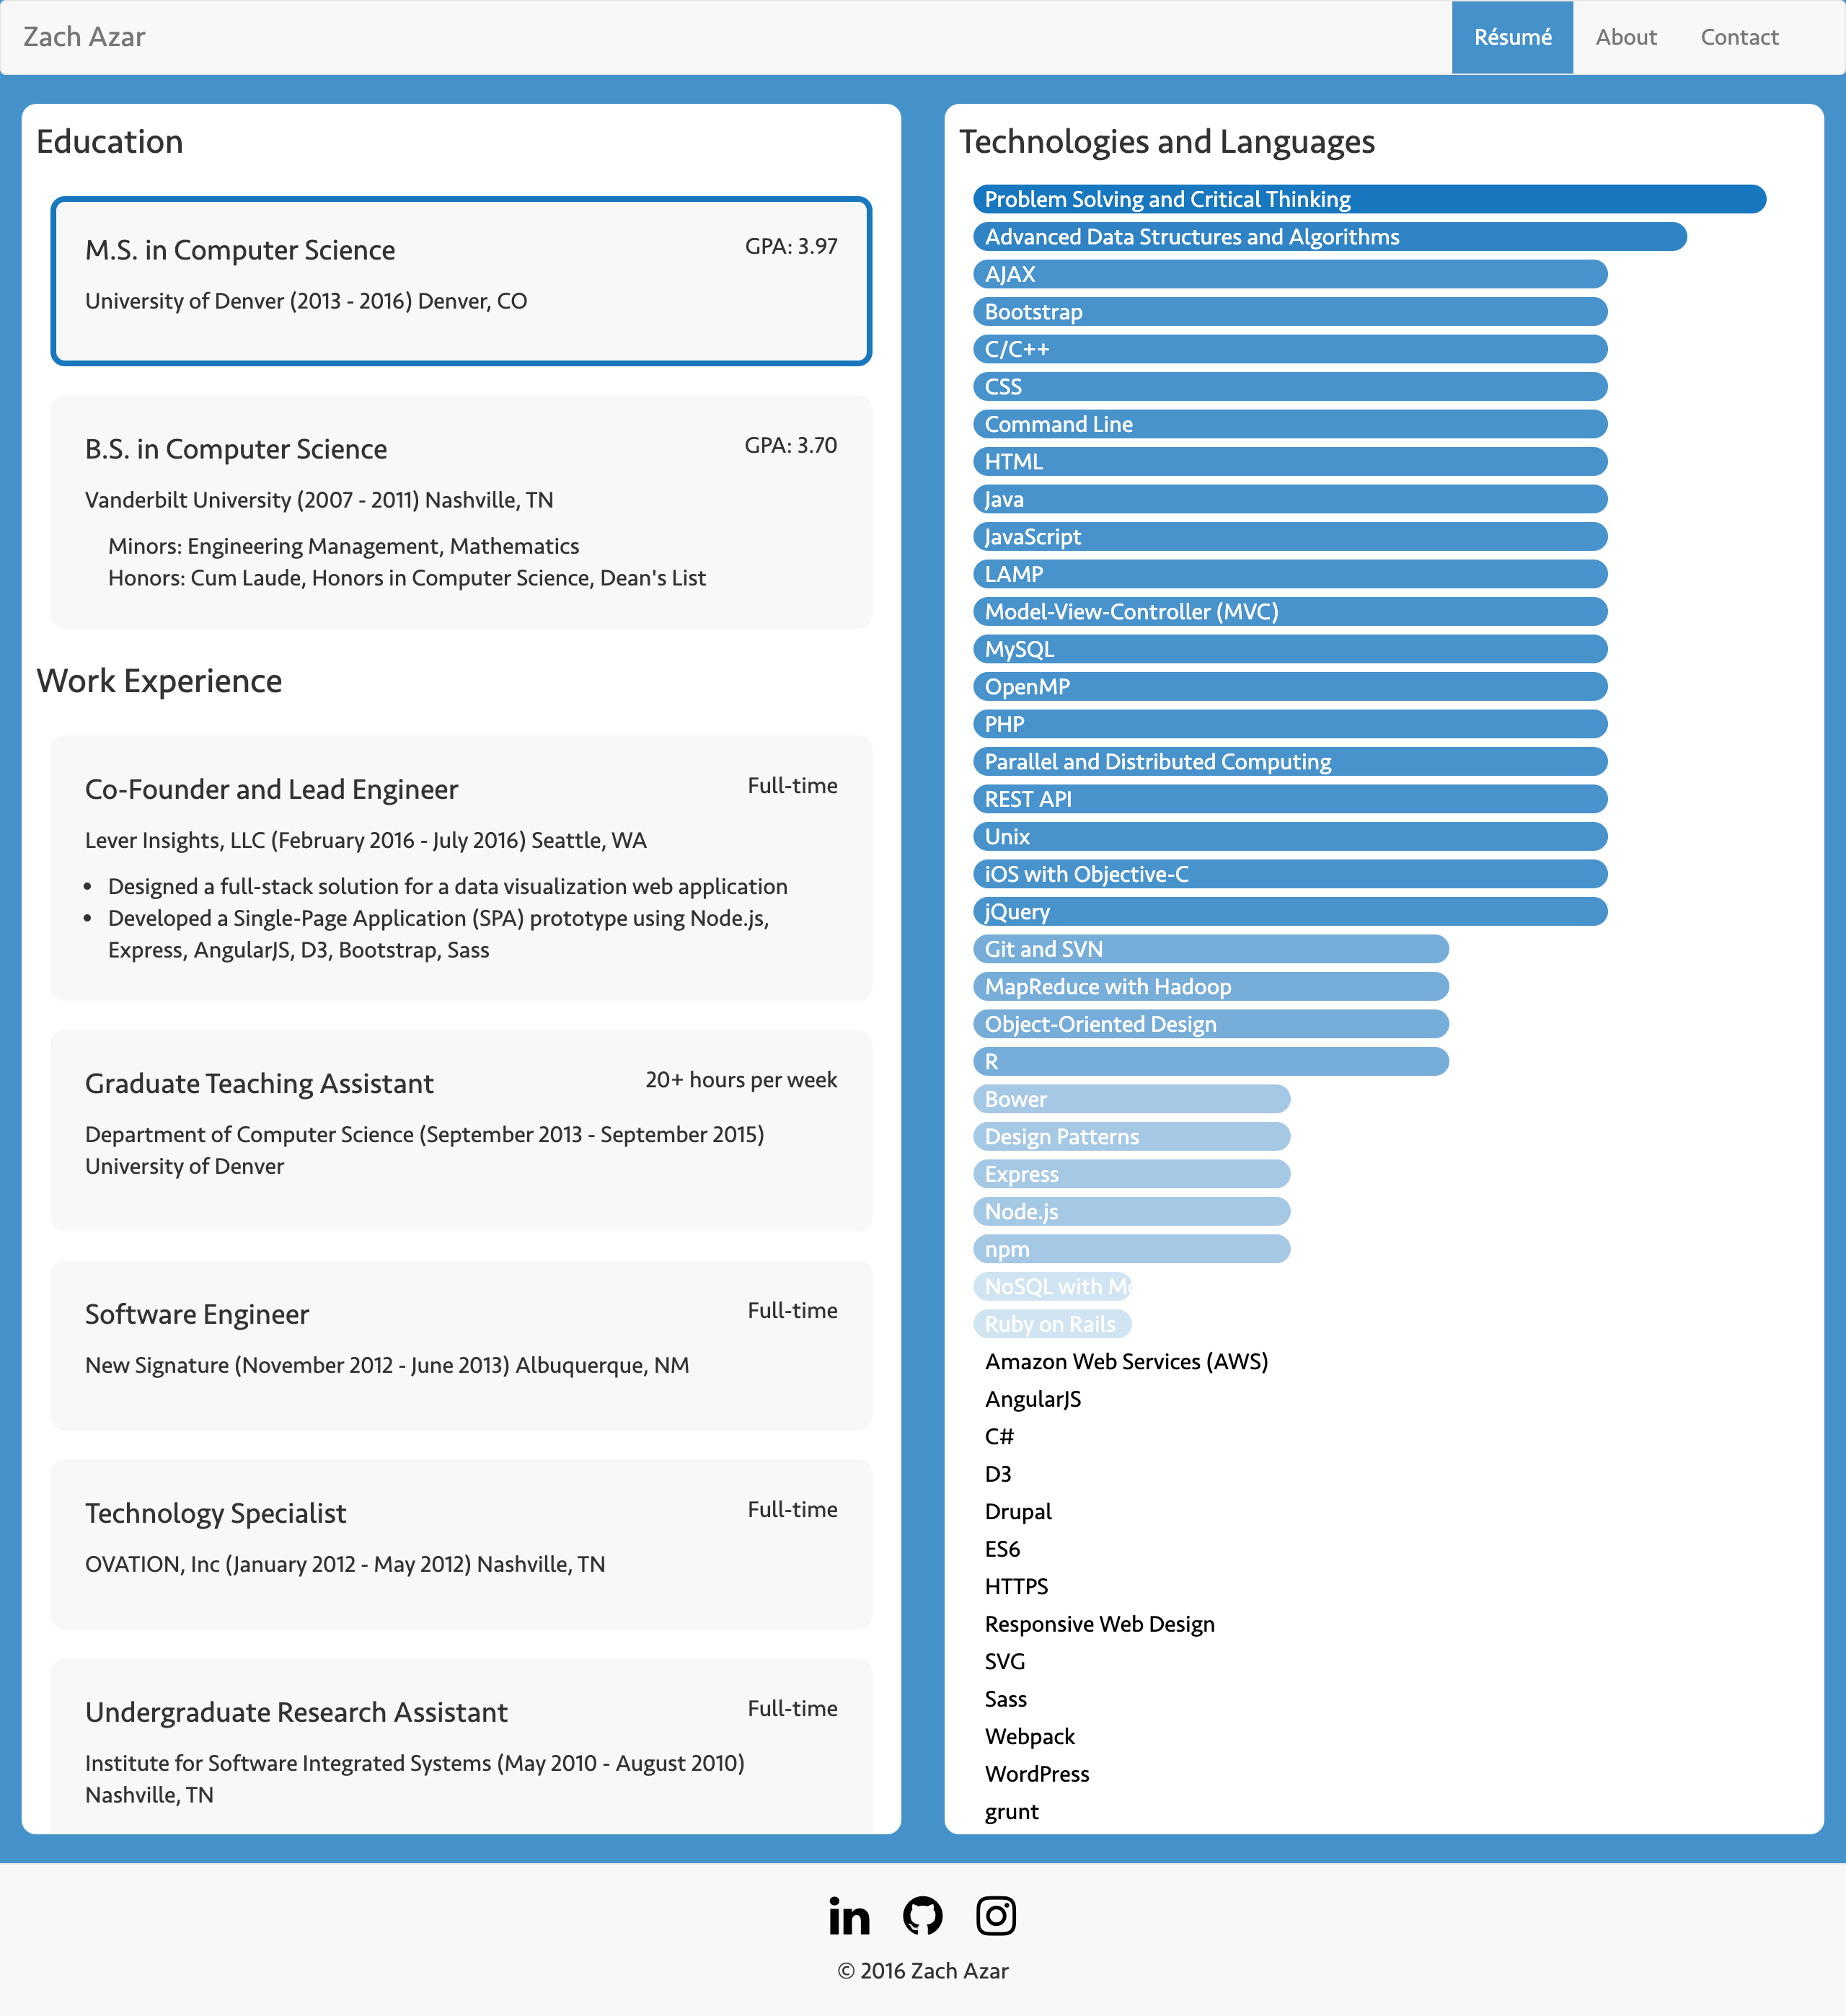 Zach Azar
Résumé
About
Contact
Education
M.S. in Computer Science
GPA: 3.97
University of Denver (2013 - 2016) Denver, CO
B.S. in Computer Science
GPA: 3.70
Vanderbilt University (2007 - 2011) Nashville, TN
Minors: Engineering Management, Mathematics
Honors: Cum Laude, Honors in Computer Science, Dean's List
Work Experience
Co-Founder and Lead Engineer
Full-time
Lever Insights, LLC (February 2016 - July 2016) Seattle, WA
• Designed a full-stack solution for a data visualization web application
• Developed a Single-Page Application (SPA) prototype using Node.js,
Express, AngularJS, D3, Bootstrap, Sass
Graduate Teaching Assistant
20+ hours per week
Department of Computer Science (September 2013 - September 2015)
University of Denver
Software Engineer
Full-time
New Signature (November 2012 - June 2013) Albuquerque, NM
Technology Specialist
Full-time
OVATION, Inc (January 2012 - May 2012) Nashville, TN
Undergraduate Research Assistant
Full-time
Institute for Software Integrated Systems (May 2010 - August 2010)
Nashville, TN
Technologies and Languages
Problem Solving and Critical Thinking
Advanced Data Structures and Algorithms
AJAX
Bootstrap
C/C++
CSS
Command Line
HTML
Java
JavaScript
LAMP
Model-View-Controller (MVC)
MySQL
OpenMP
PHP
Parallel and Distributed Computing
REST API
Unix
iOS with Objective-C
jQuery
Git and SVN
MapReduce with Hadoop
Object-Oriented Design
R
Bower
Design Patterns
Express
Node.js
npm
NoSQL with
Ruby on Rails
Amazon Web Services (AWS)
AngularJS
C#
D3
Drupal
ES6
HTTPS
Responsive Web Design
SVG
Sass
Webpack
WordPress
grunt
in
© 2016 Zach Azar